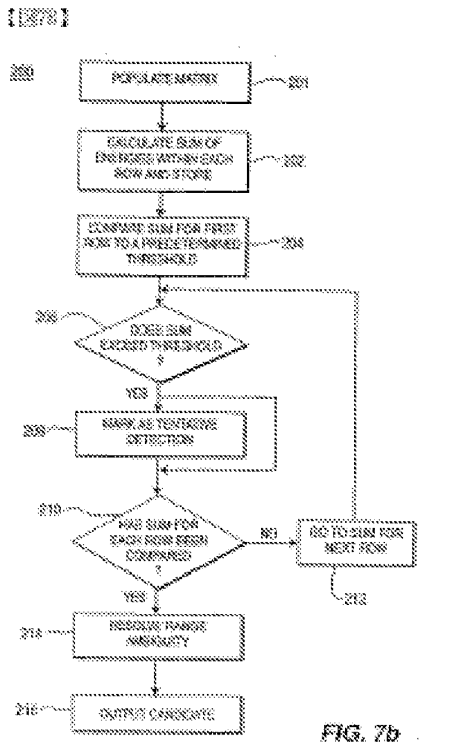 【図7B】
200
POPULATE MATRIX
201
CALCULATE SUM OF
ENERGIES WITHIN EACH
ROW AND STORE
202
COMPARE SUM FOR FIRST
ROW TO A PREDETERMINED
THRESHOLD
204
206
DOES SUM
EXCEED THRESHOLD
?
YES
208
MARK AS TENTATIVE
DETECTION
210
HAS SUM FOR
EACH ROW BEEN
COMPARED
?
NO
GO TO SUM FOR
NEXT ROW
212
YES
214
RESOLVE RANGE
AMBIGUITY
216
OUTPUT CANDIDATE
FIG. 7b